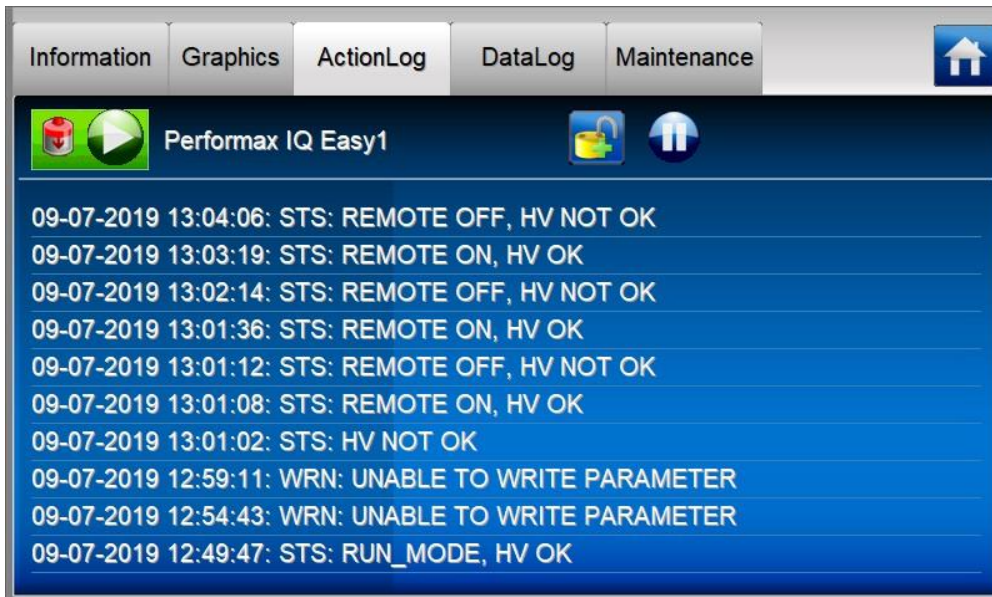 Information Graphics ActionLog DataLog Maintenance
Performax IQ Easy1
09-07-2019 13:04:06: STS: REMOTE OFF, HV NOT OK
09-07-2019 13:03:19: STS: REMOTE ON, HV OK
09-07-2019 13:02:14: STS: REMOTE OFF, HV NOT OK
09-07-2019 13:01:36: STS: REMOTE ON, HV OK
09-07-2019 13:01:12: STS: REMOTE OFF, HV NOT OK
09-07-2019 13:01:08: STS: REMOTE ON, HV OK
09-07-2019 13:01:02: STS: HV NOT OK
09-07-2019 12:59:11: WRN: UNABLE TO WRITE PARAMETER
09-07-2019 12:54:43: WRN: UNABLE TO WRITE PARAMETER
09-07-2019 12:49:47: STS: RUN_MODE, HV OK